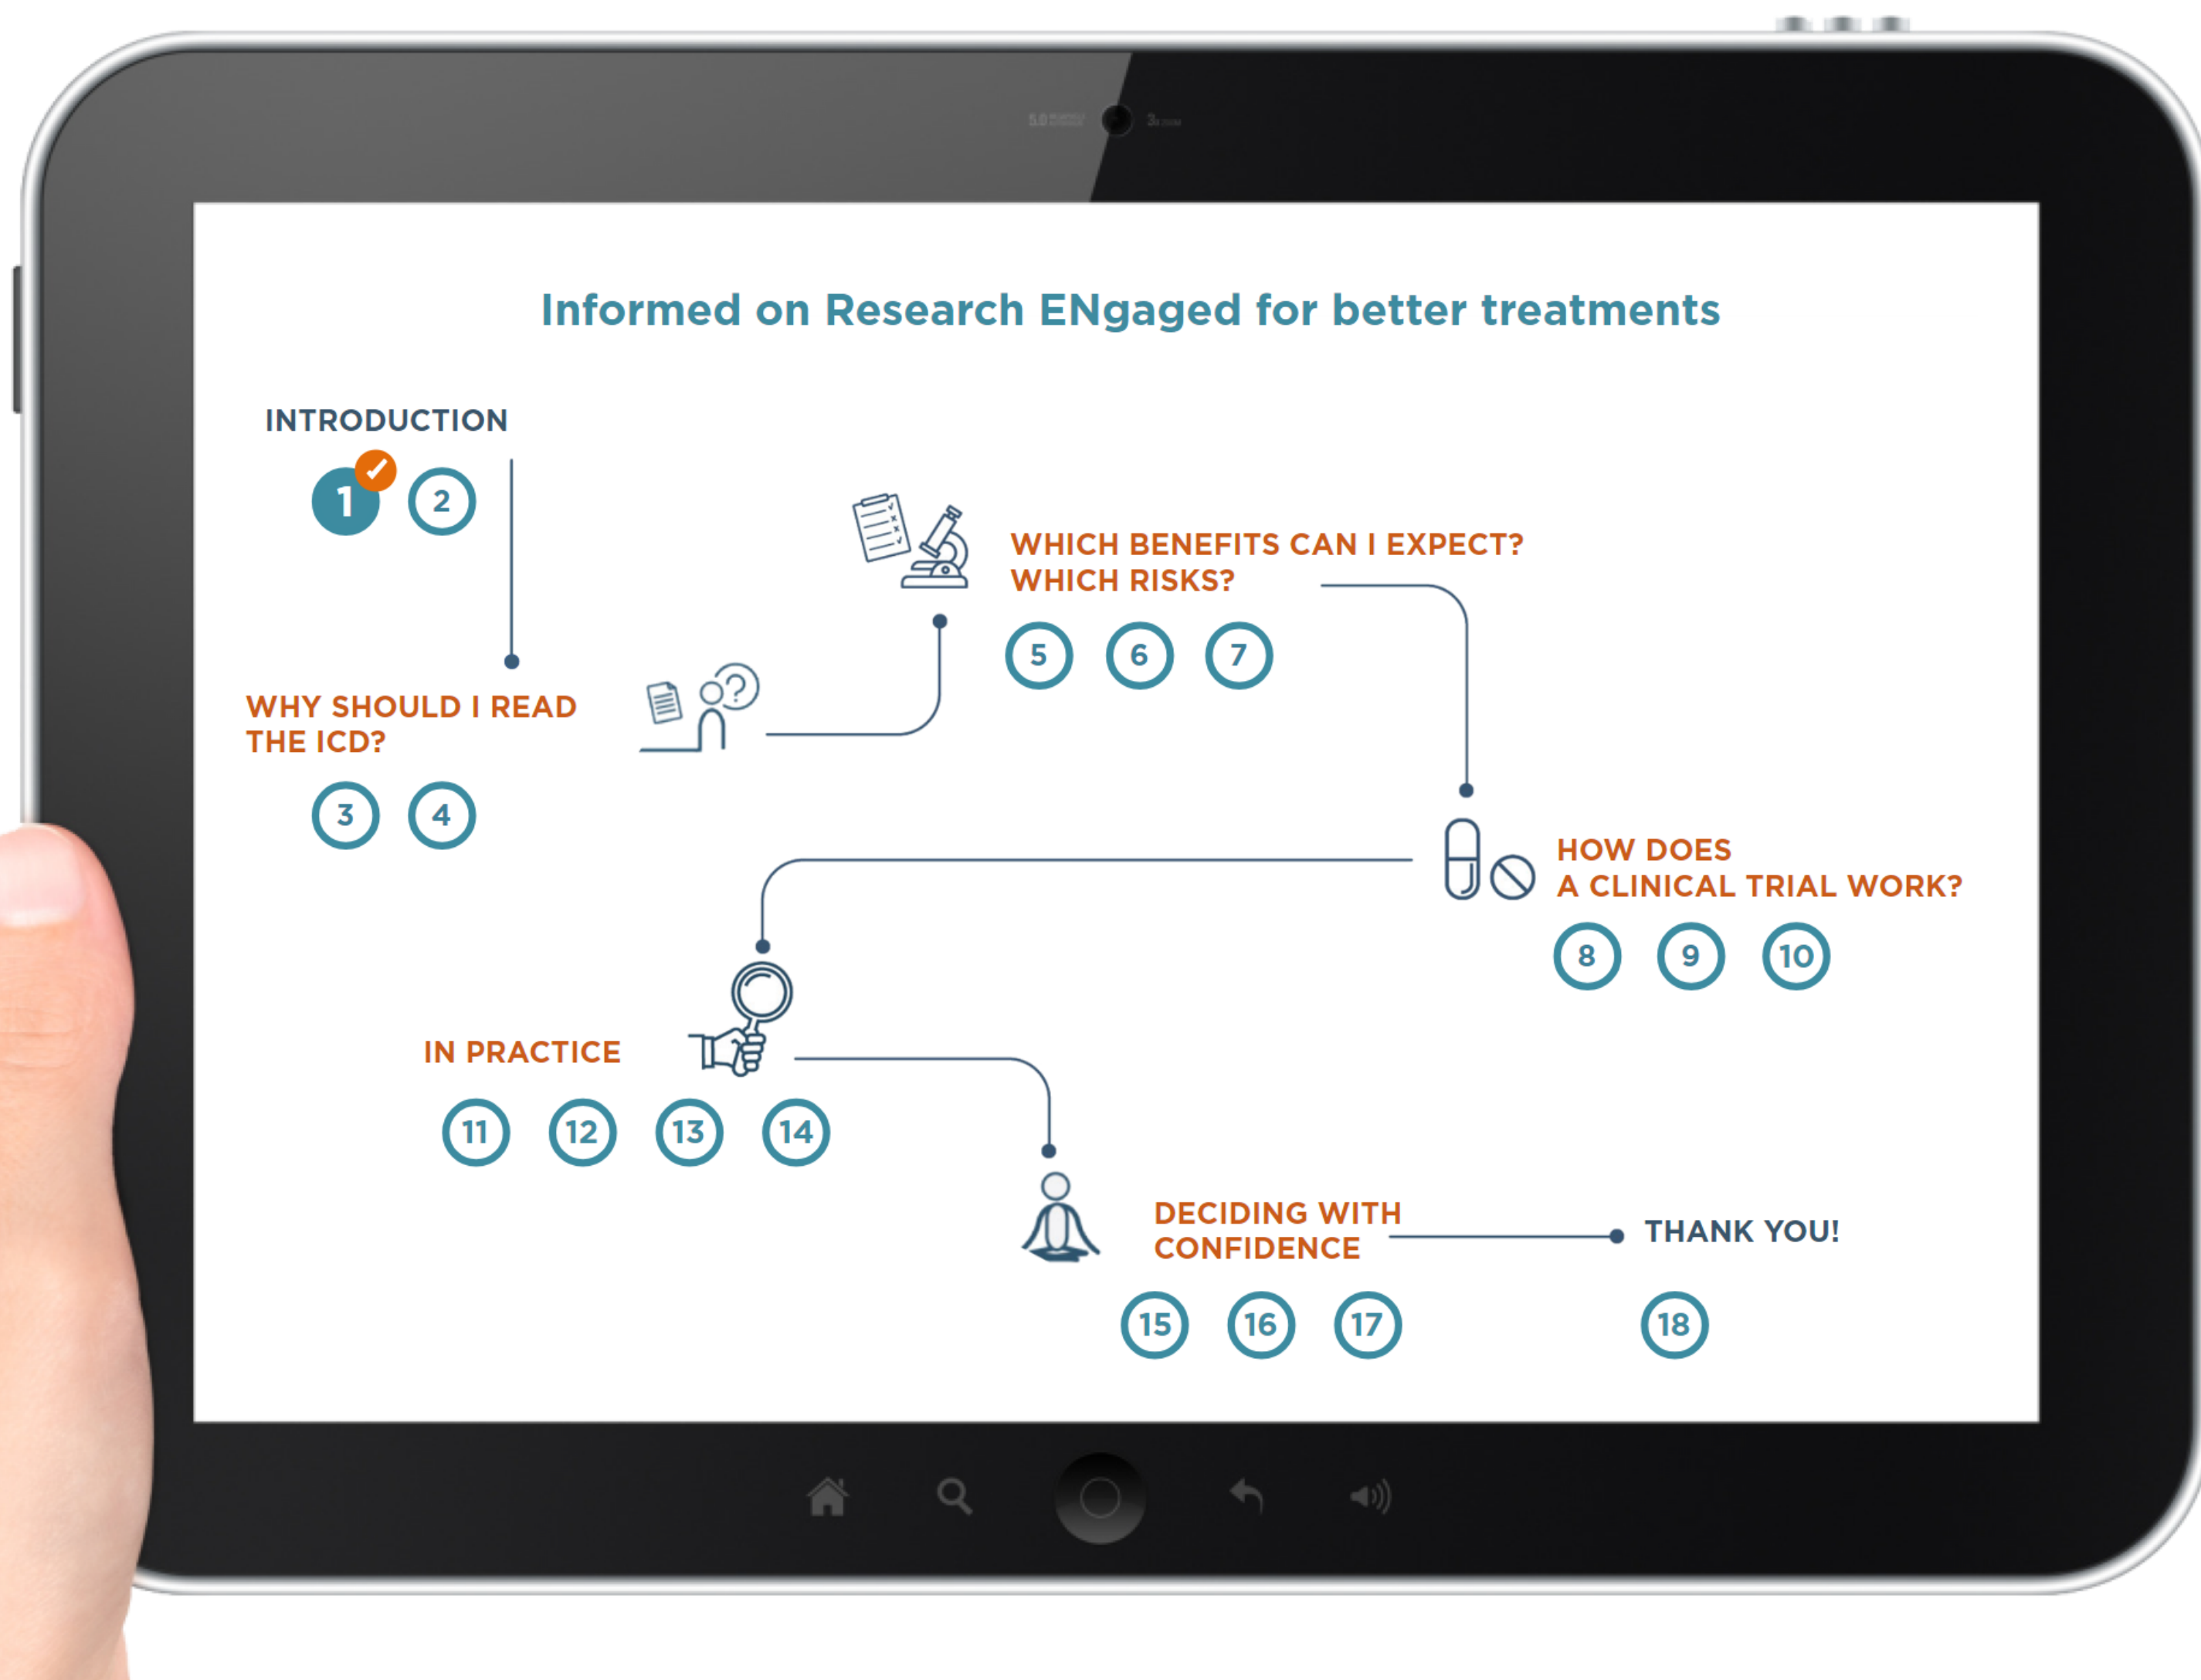 Informed on Research ENgaged for better treatments
INTRODUCTION
1 2
WHY SHOULD I READ
THE ICD?
3 4
WHICH BENEFITS CAN I EXPECT?
WHICH RISKS?
5 6 7
HOW DOES
A CLINICAL TRIAL WORK?
8 9 10
IN PRACTICE
11 12 13 14
DECIDING WITH
CONFIDENCE
15 16 17
THANK YOU!
18